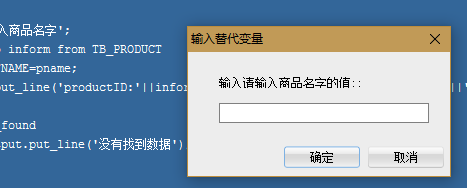 入商品名字';
inform from TB_PRODUCT
NAME=pname;
put_line('productID:'||infor
||'
_found
put.put_line('没有找到数据')
输入替代变量
输入请输入商品名字的值::
确定
取消